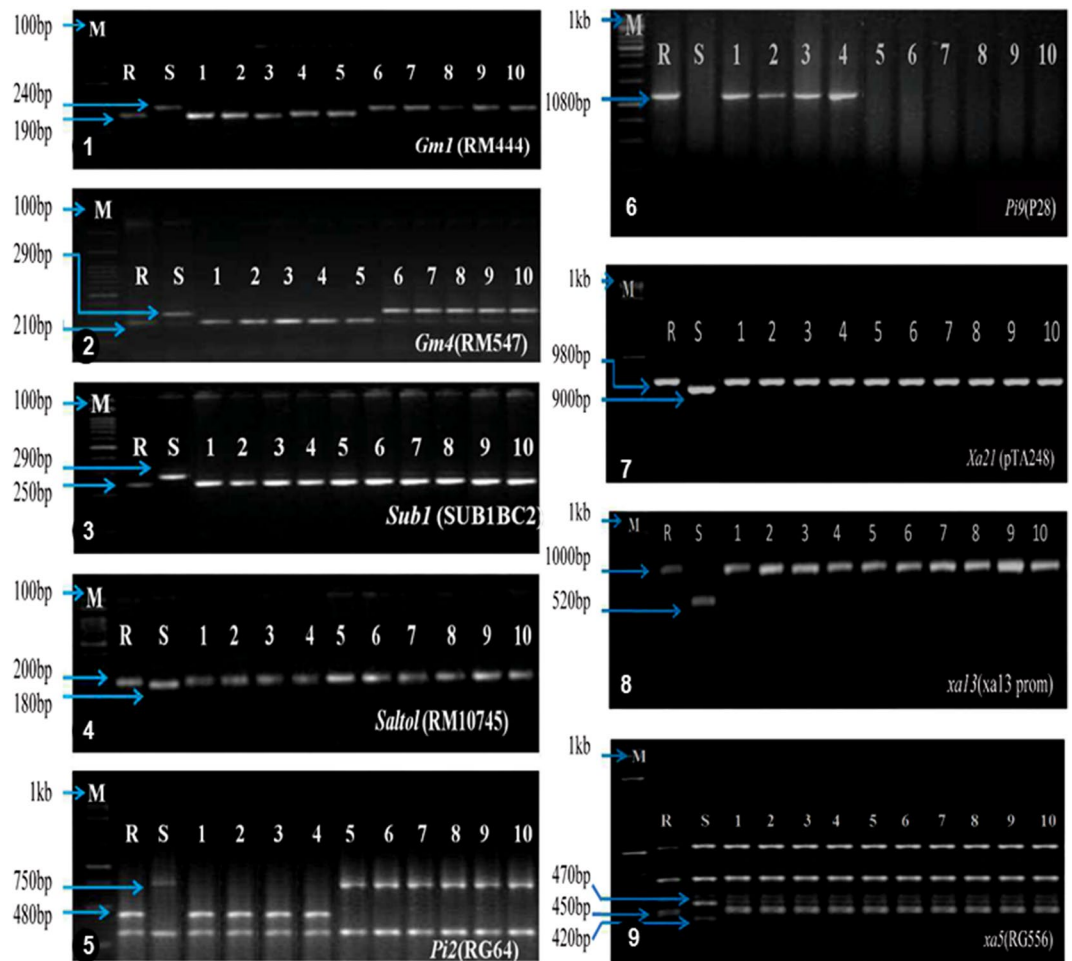 100bp M
R S 1 2 3 4 5 6 7 8 9 10
240bp
190bp
1 Gm1 (RM444)
100bp M
290bp
R S 1 2 3 4 5 6 7 8 9 10
210bp
2 Gm4(RM547)
100bp M
R S 1 2 3 4 5 6 7 8 9 10
290bp
250bp
3 Sub1 (SUB1BC2)
100bp M
R S 1 2 3 4 5 6 7 8 9 10
200bp
180bp
4 Saltol (RM10745)
1kb M
R S 1 2 3 4 5 6 7 8 9 10
750bp
480bp
5 Pi2(RG64)
1kb M
R S 1 2 3 4 5 6 7 8 9 10
1080bp
6 Pi9(P28)
1kb M
R S 1 2 3 4 5 6 7 8 9 10
980bp
900bp
7 Xa21 (pTA248)
1kb M
R S 1 2 3 4 5 6 7 8 9 10
1000bp
520bp
8 xa13(xa13 prom)
1kb M
R S 1 2 3 4 5 6 7 8 9 10
470bp
450bp
420bp
9 xa5(RG556)